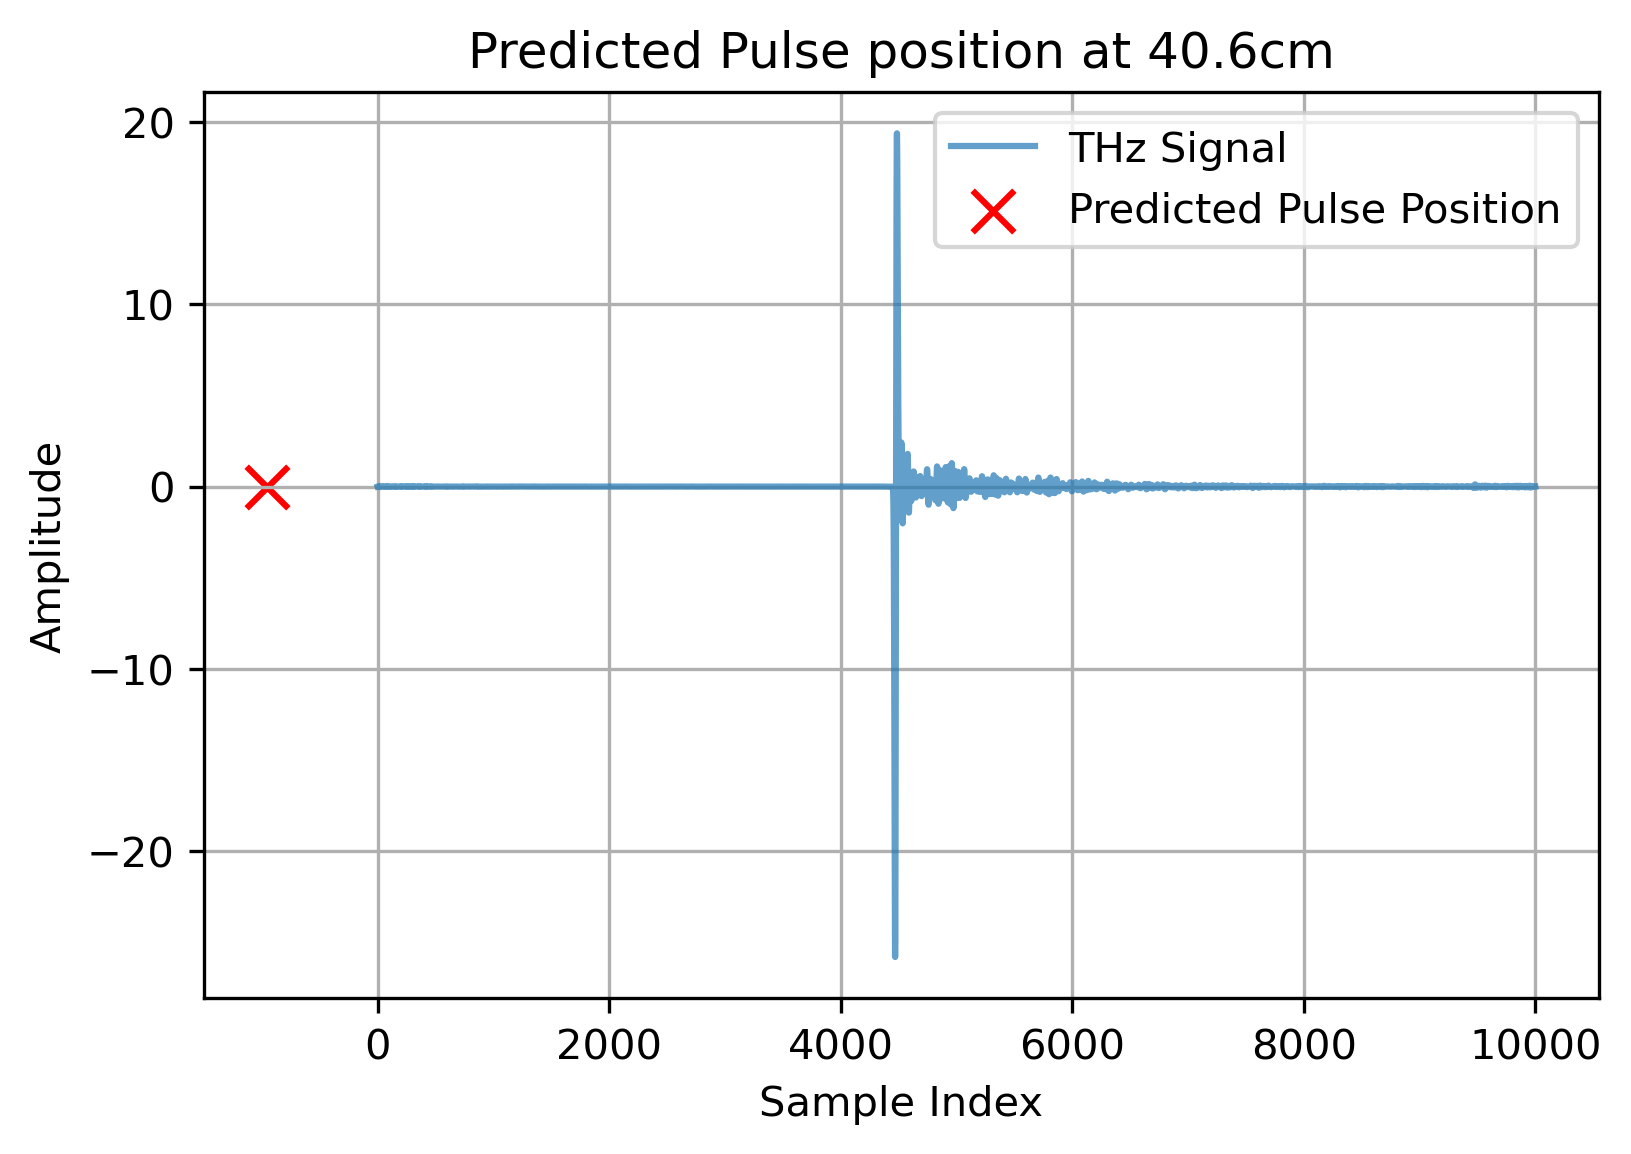 Predicted Pulse position at 40.6cm
THz Signal
Predicted Pulse Position
20
10
0
−10
−20
Amplitude
0 2000 4000 6000 8000 10000
Sample Index